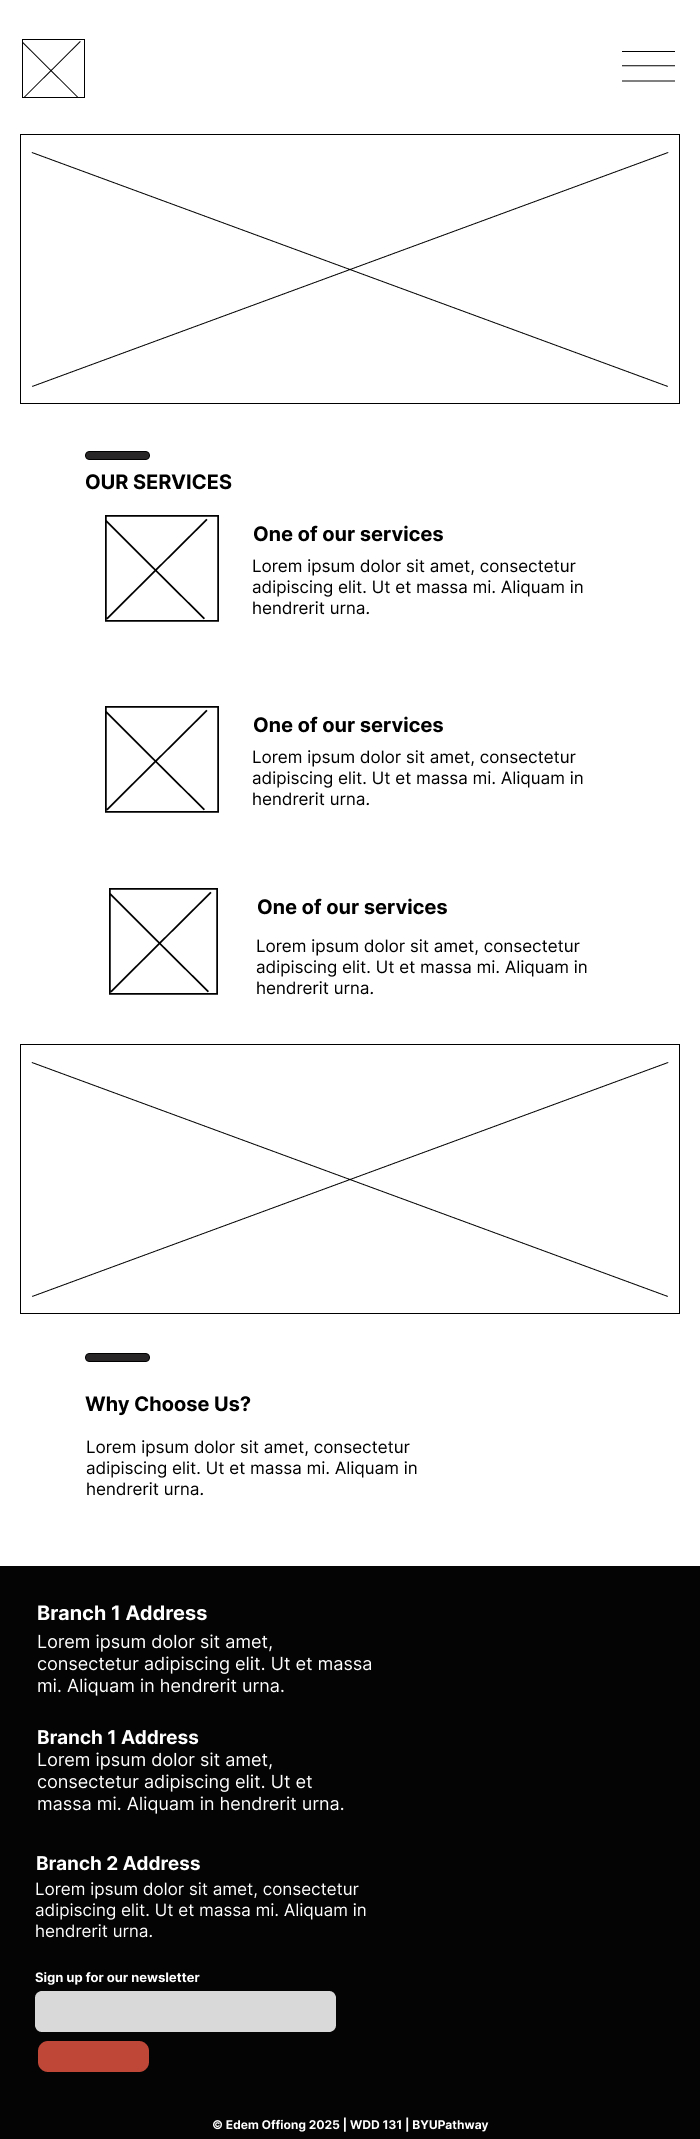 OUR SERVICES
One of our services
Lorem ipsum dolor sit amet, consectetur
adipiscing elit. Ut et massa mi. Aliquam in
hendrerit urna.
One of our services
Lorem ipsum dolor sit amet, consectetur
adipiscing elit. Ut et massa mi. Aliquam in
hendrerit urna.
One of our services
Lorem ipsum dolor sit amet, consectetur
adipiscing elit. Ut et massa mi. Aliquam in
hendrerit urna.
Why Choose Us?
Lorem ipsum dolor sit amet, consectetur
adipiscing elit. Ut et massa mi. Aliquam in
hendrerit urna.
Branch 1 Address
Lorem ipsum dolor sit amet,
consectetur adipiscing elit. Ut et massa
mi. Aliquam in hendrerit urna.
Branch 1 Address
Lorem ipsum dolor sit amet,
consectetur adipiscing elit. Ut et
massa mi. Aliquam in hendrerit urna.
Branch 2 Address
Lorem ipsum dolor sit amet, consectetur
adipiscing elit. Ut et massa mi. Aliquam in
hendrerit urna.
Sign up for our newsletter
© Edem Offiong 2025 | WDD 131 | BYUPathway